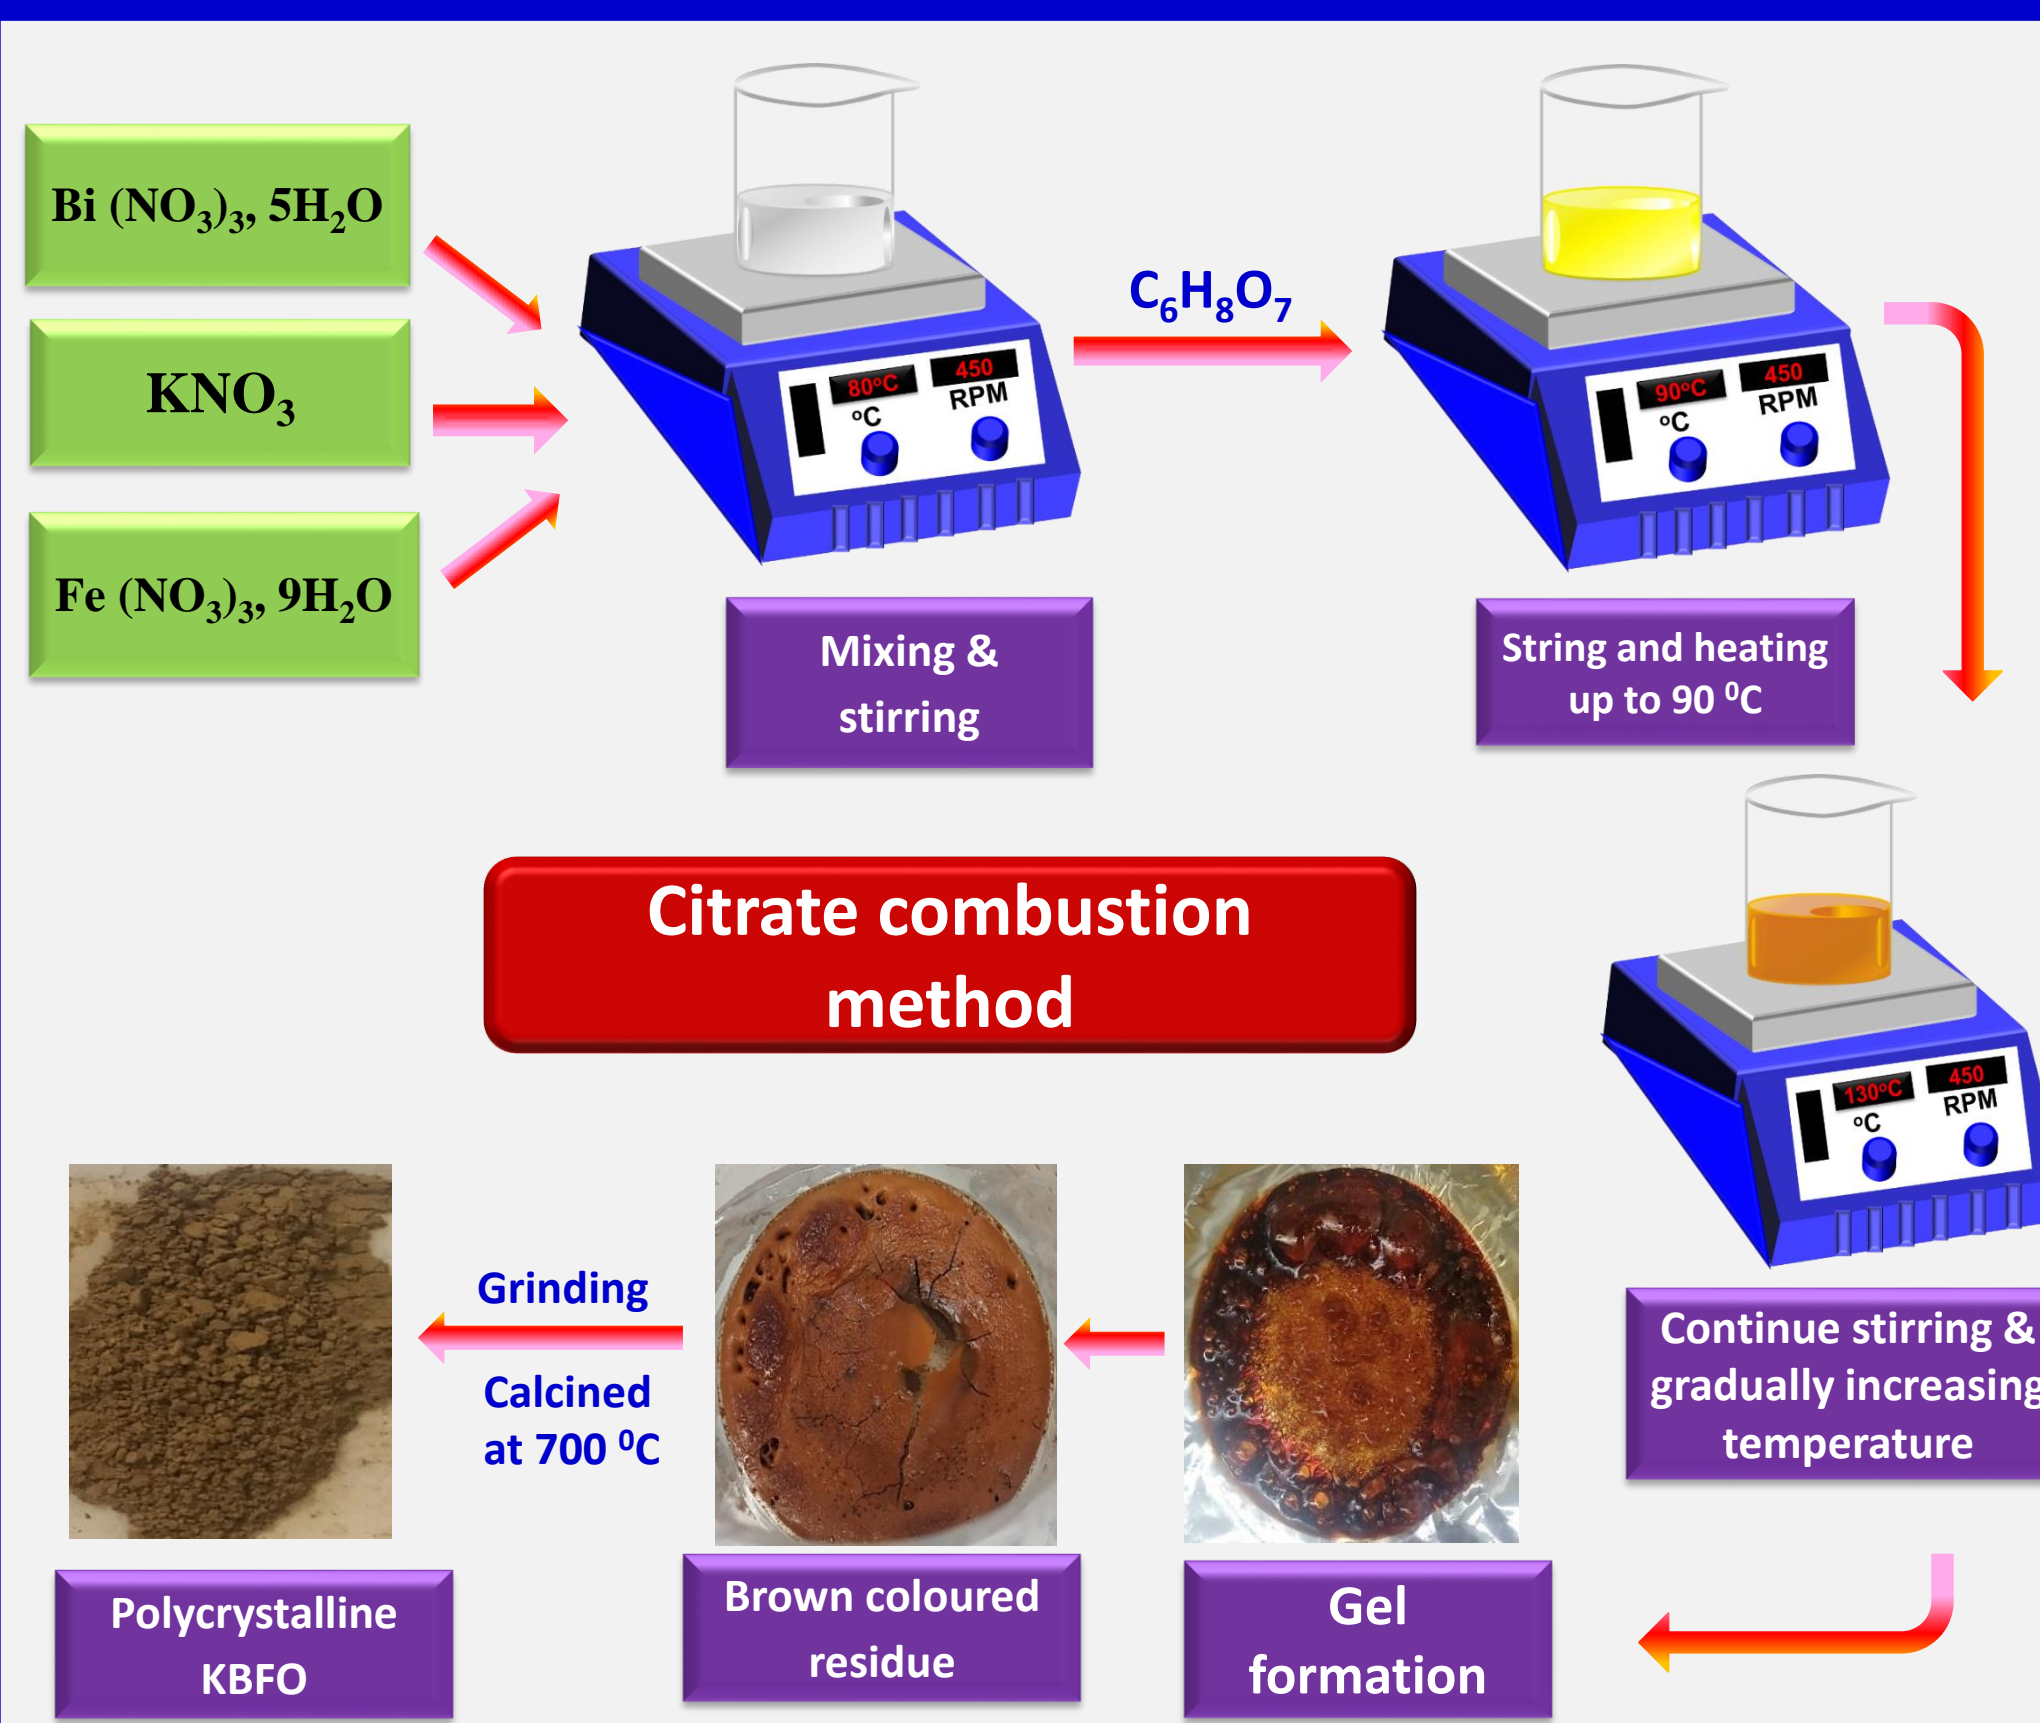 Bi (NO₃)₃, 5H₂O
KNO₃
Fe (NO₃)₃, 9H₂O
80°C
450
°C
RPM
Mixing &
stirring
C₆H₈O₇
90°C
450
°C
RPM
String and heating
up to 90 ⁰C
Citrate combustion
method
130°C
450
°C
RPM
Continue stirring &
gradually increasing
temperature
Gel
formation
Brown coloured
residue
Grinding
Calcined
at 700 ⁰C
Polycrystalline
KBFO